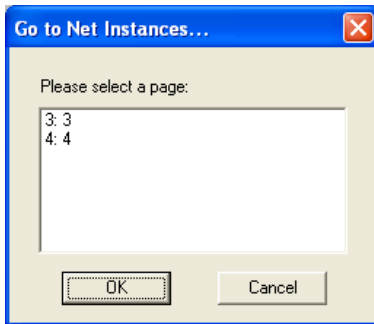 Go to Net Instances...
Please select a page:
3: 3
4: 4
OK
Cancel